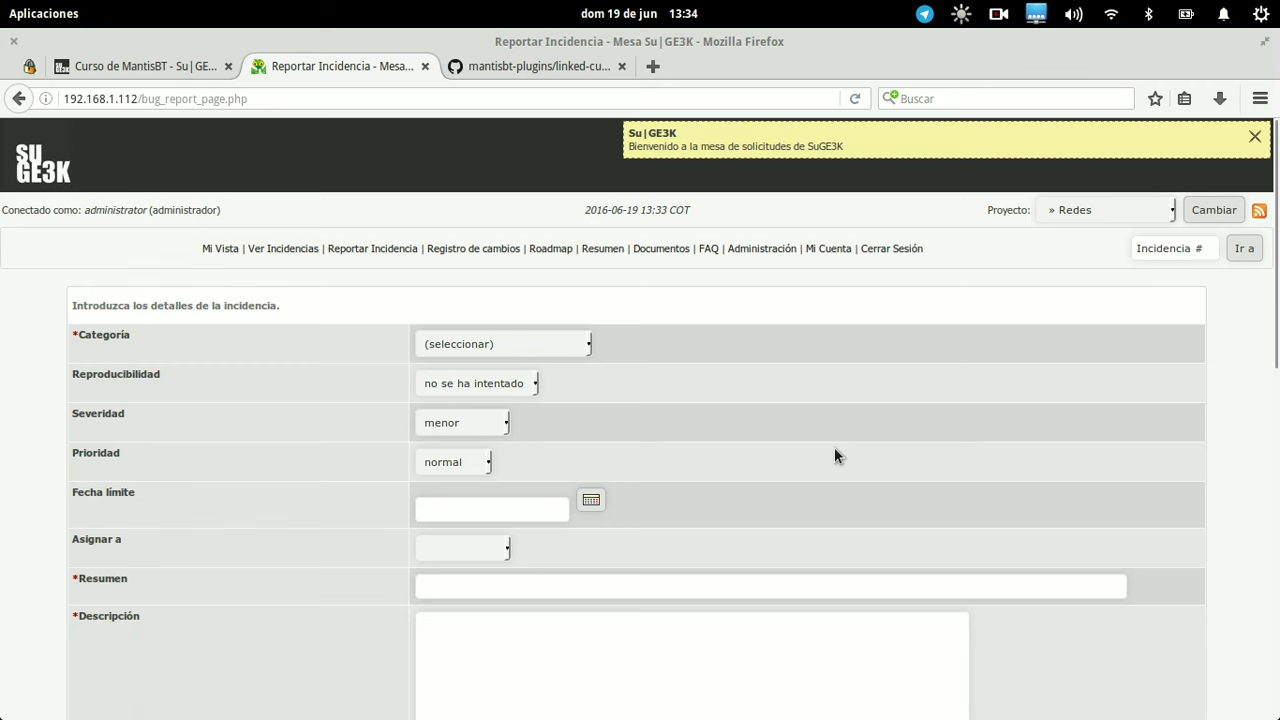 Aplicaciones
dom 19 de jun 13:34
Reportar Incidencia - Mesa Su|GE3K - Mozilla Firefox
Curso de MantisBT - Su|GE...
Reportar Incidencia - Mesa...
mantisbt-plugins/linked-cu...
192.168.1.112/bug_report_page.php
Buscar
SU
GE3K
Su|GE3K
Bienvenido a la mesa de solicitudes de SuGE3K
Conectado como: administrator (administrador)
2016-06-19 13:33 COT
Proyecto:
» Redes
Cambiar
Mi Vista | Ver Incidencias | Reportar Incidencia | Registro de cambios | Roadmap | Resumen | Documentos | FAQ | Administración | Mi Cuenta | Cerrar Sesión
Incidencia #
Ir a
Introduzca los detalles de la incidencia.
*Categoría
(seleccionar)
Reproducibilidad
no se ha intentado
Severidad
menor
Prioridad
normal
Fecha límite
Asignar a
*Resumen
*Descripción